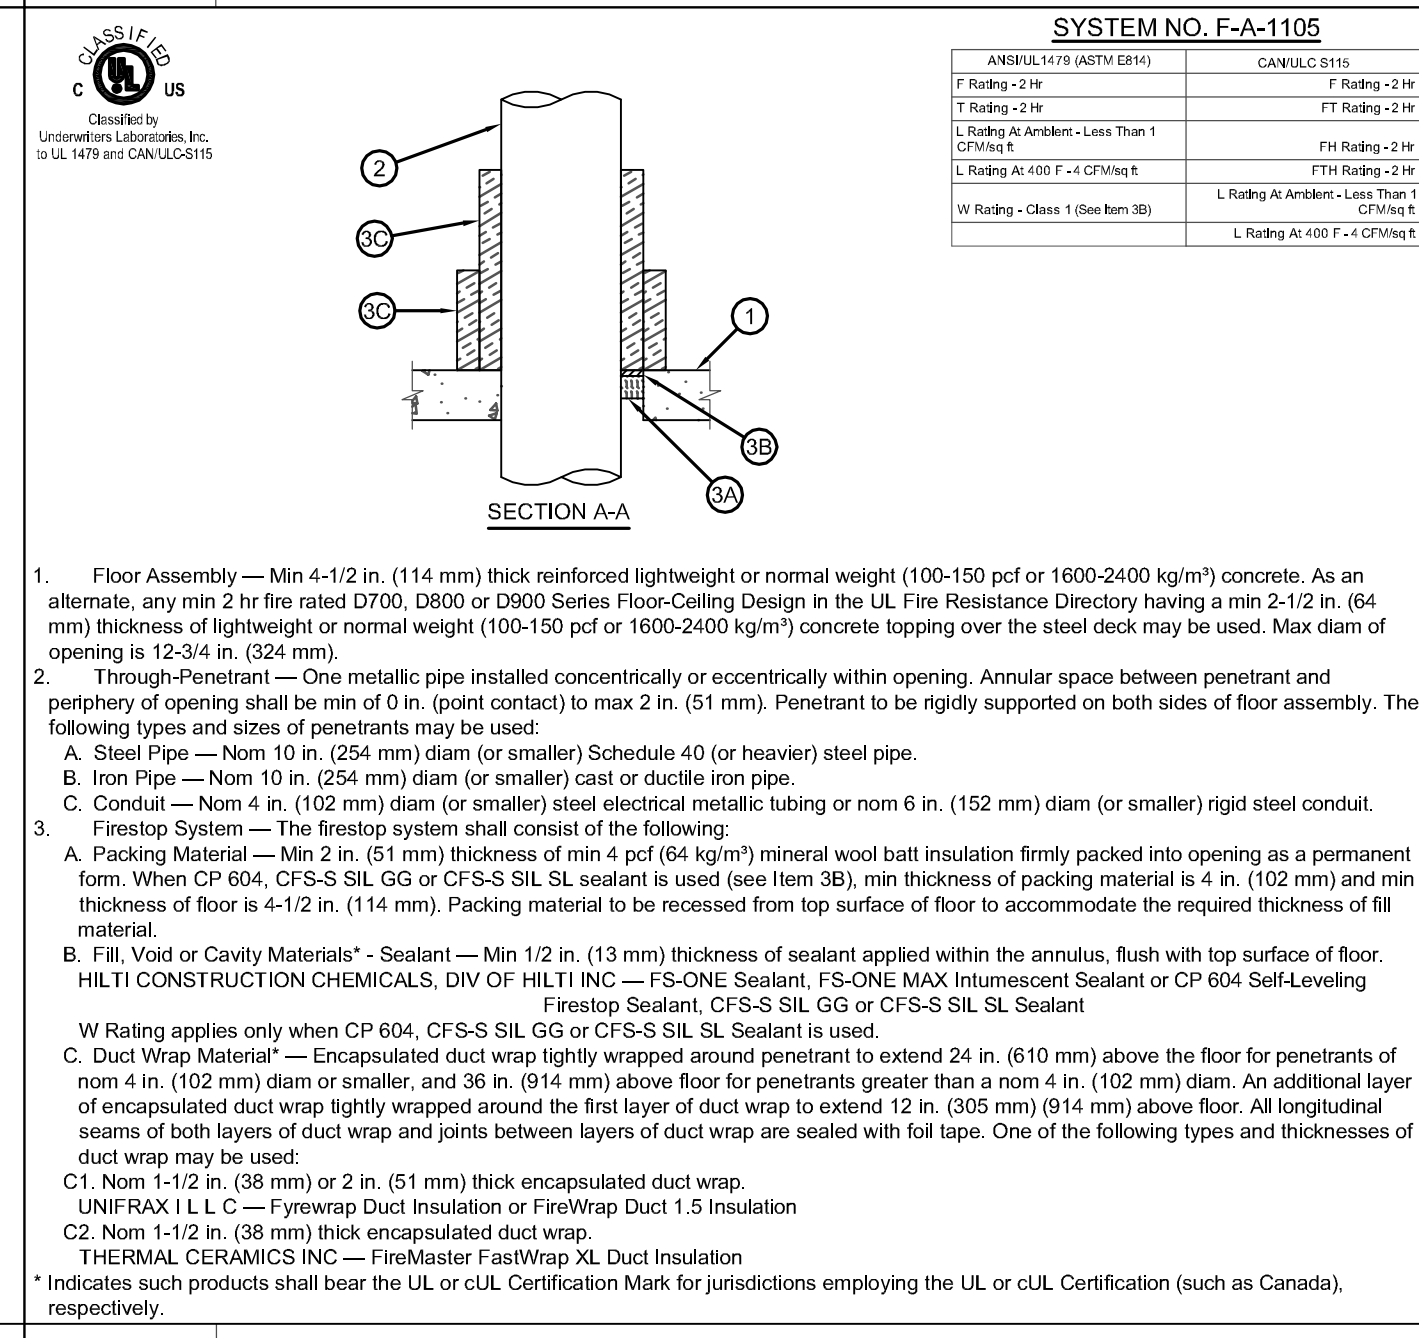 CLASSIFIED
C UL US
Classified by
Underwriters Laboratories, Inc.
to UL 1479 and CAN/ULC-S115
SYSTEM NO. F-A-1105
ANSI/UL1479 (ASTM E814) CAN/ULC S115
F Rating - 2 Hr F Rating - 2 Hr
T Rating - 2 Hr FT Rating - 2 Hr
L Rating At Ambient - Less Than 1
CFM/sq ft FH Rating - 2 Hr
L Rating At 400 F - 4 CFM/sq ft FTH Rating - 2 Hr
W Rating - Class 1 (See Item 3B) L Rating At Ambient - Less Than 1
CFM/sq ft
L Rating At 400 F - 4 CFM/sq ft
2
3C
3C
1
3B
3A
SECTION A-A
1. Floor Assembly — Min 4-1/2 in. (114 mm) thick reinforced lightweight or normal weight (100-150 pcf or 1600-2400 kg/m³) concrete. As an
alternate, any min 2 hr fire rated D700, D800 or D900 Series Floor-Ceiling Design in the UL Fire Resistance Directory having a min 2-1/2 in. (64
mm) thickness of lightweight or normal weight (100-150 pcf or 1600-2400 kg/m³) concrete topping over the steel deck may be used. Max diam of
opening is 12-3/4 in. (324 mm).
2. Through-Penetrant — One metallic pipe installed concentrically or eccentrically within opening. Annular space between penetrant and
periphery of opening shall be min of 0 in. (point contact) to max 2 in. (51 mm). Penetrant to be rigidly supported on both sides of floor assembly. The
following types and sizes of penetrants may be used:
A. Steel Pipe — Nom 10 in. (254 mm) diam (or smaller) Schedule 40 (or heavier) steel pipe.
B. Iron Pipe — Nom 10 in. (254 mm) diam (or smaller) cast or ductile iron pipe.
C. Conduit — Nom 4 in. (102 mm) diam (or smaller) steel electrical metallic tubing or nom 6 in. (152 mm) diam (or smaller) rigid steel conduit.
3. Firestop System — The firestop system shall consist of the following:
A. Packing Material — Min 2 in. (51 mm) thickness of min 4 pcf (64 kg/m³) mineral wool batt insulation firmly packed into opening as a permanent
form. When CP 604, CFS-S SIL GG or CFS-S SIL SL sealant is used (see Item 3B), min thickness of packing material is 4 in. (102 mm) and min
thickness of floor is 4-1/2 in. (114 mm). Packing material to be recessed from top surface of floor to accommodate the required thickness of fill
material.
B. Fill, Void or Cavity Materials* - Sealant — Min 1/2 in. (13 mm) thickness of sealant applied within the annulus, flush with top surface of floor.
HILTI CONSTRUCTION CHEMICALS, DIV OF HILTI INC — FS-ONE Sealant, FS-ONE MAX Intumescent Sealant or CP 604 Self-Leveling
Firestop Sealant, CFS-S SIL GG or CFS-S SIL SL Sealant
W Rating applies only when CP 604, CFS-S SIL GG or CFS-S SIL SL Sealant is used.
C. Duct Wrap Material* — Encapsulated duct wrap tightly wrapped around penetrant to extend 24 in. (610 mm) above the floor for penetrants of
nom 4 in. (102 mm) diam or smaller, and 36 in. (914 mm) above floor for penetrants greater than a nom 4 in. (102 mm) diam. An additional layer
of encapsulated duct wrap tightly wrapped around the first layer of duct wrap to extend 12 in. (305 mm) (914 mm) above floor. All longitudinal
seams of both layers of duct wrap and joints between layers of duct wrap are sealed with foil tape. One of the following types and thicknesses of
duct wrap may be used:
C1. Nom 1-1/2 in. (38 mm) or 2 in. (51 mm) thick encapsulated duct wrap.
UNIFRAX I L L C — Fyrewrap Duct Insulation or FireWrap Duct 1.5 Insulation
C2. Nom 1-1/2 in. (38 mm) thick encapsulated duct wrap.
THERMAL CERAMICS INC — FireMaster FastWrap XL Duct Insulation
* Indicates such products shall bear the UL or cUL Certification Mark for jurisdictions employing the UL or cUL Certification (such as Canada),
respectively.